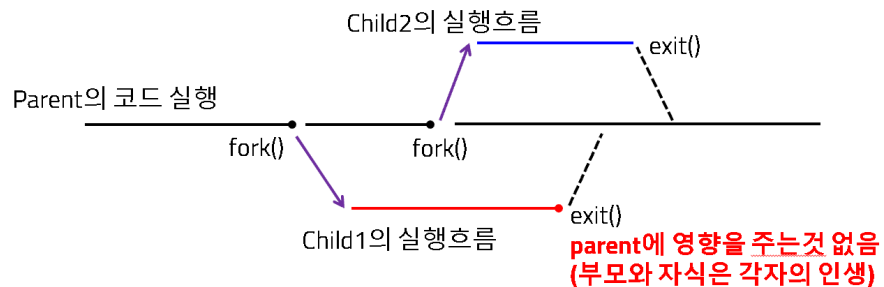 Child2의 실행흐름
exit()
Parent의 코드 실행
fork()
fork()
exit()
Child1의 실행흐름
parent에 영향을 주는것 없음
(부모와 자식은 각자의 인생)